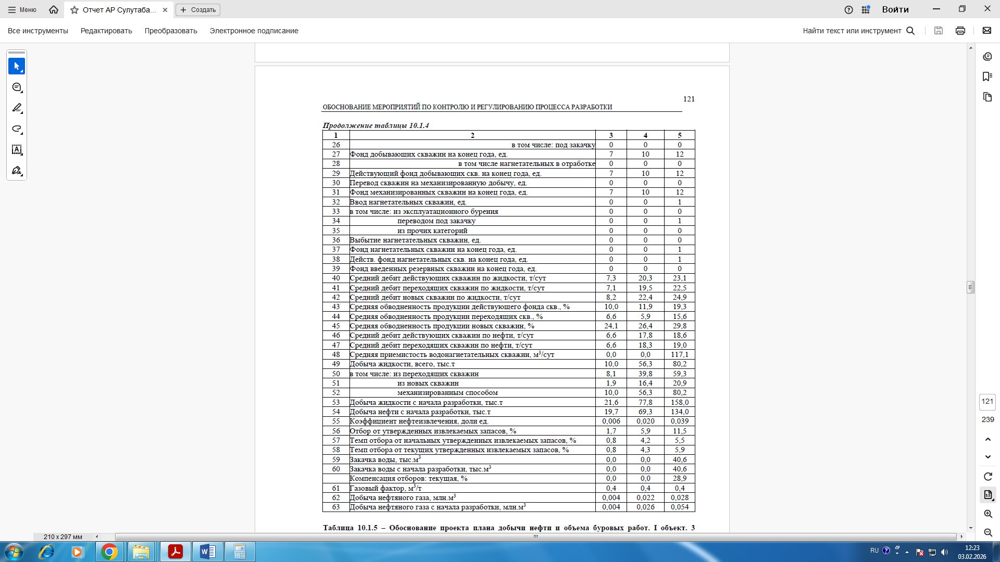 Меню
Отчет АР Сулутаба...
Создать
Войти
Все инструменты
Редактировать
Преобразовать
Электронное подписание
Найти текст или инструмент
121
ОБОСНОВАНИЕ МЕРОПРИЯТИЙ ПО КОНТРОЛЮ И РЕГУЛИРОВАНИЮ ПРОЦЕССА РАЗРАБОТКИ
Продолжение таблицы 10.1.4
1 2 3 4 5
26 в том числе: под закачку 0 0 0
27 Фонд добывающих скважин на конец года, ед. 7 10 12
28 в том числе нагнетательных в отработке 0 0 0
29 Действующий фонд добывающих скв. на конец года, ед. 7 10 12
30 Перевод скважин на механизированную добычу, ед. 0 0 0
31 Фонд механизированных скважин на конец года, ед. 7 10 12
32 Ввод нагнетательных скважин, ед. 0 0 1
33 в том числе: из эксплуатационного бурения 0 0 0
34 переводом под закачку 0 0 1
35 из прочих категорий 0 0 0
36 Выбытие нагнетательных скважин, ед. 0 0 0
37 Фонд нагнетательных скважин на конец года, ед. 0 0 1
38 Действ. фонд нагнетательных скв. на конец года, ед. 0 0 1
39 Фонд введенных резервных скважин на конец года, ед. 0 0 0
40 Средний дебит действующих скважин по жидкости, т/сут 7,3 20,3 23,1
41 Средний дебит переходящих скважин по жидкости, т/сут 7,1 19,5 22,5
42 Средний дебит новых скважин по жидкости, т/сут 8,2 22,4 24,9
43 Средняя обводненность продукции действующего фонда скв., % 10,0 11,9 19,3
44 Средняя обводненность продукции переходящих скв., % 6,6 5,9 15,6
45 Средняя обводненность продукции новых скважин, % 24,1 26,4 29,8
46 Средний дебит действующих скважин по нефти, т/сут 6,6 17,8 18,6
47 Средний дебит переходящих скважин по нефти, т/сут 6,6 18,3 19,0
48 Средняя приемистость водонагнетательных скважин, м³/сут 0,0 0,0 117,1
49 Добыча жидкости, всего, тыс.т 10,0 56,3 80,2
50 в том числе: из переходящих скважин 8,1 39,8 59,3
51 из новых скважин 1,9 16,4 20,9
52 механизированным способом 10,0 56,3 80,2
53 Добыча жидкости с начала разработки, тыс.т 21,6 77,8 158,0
54 Добыча нефти с начала разработки, тыс.т 19,7 69,3 134,0
55 Коэффициент нефтеизвлечения, доли ед. 0,006 0,020 0,039
56 Отбор от утвержденных извлекаемых запасов, % 1,7 5,9 11,5
57 Темп отбора от начальных утвержденных извлекаемых запасов, % 0,8 4,2 5,5
58 Темп отбора от текущих утвержденных извлекаемых запасов, % 0,8 4,3 5,9
59 Закачка воды, тыс.м³ 0,0 0,0 40,6
60 Закачка воды с начала разработки, тыс.м³ 0,0 0,0 40,6
Компенсация отборов: текущая, % 0,0 0,0 28,9
61 Газовый фактор, м³/т 0,4 0,4 0,4
62 Добыча нефтяного газа, млн.м³ 0,004 0,022 0,028
63 Добыча нефтяного газа с начала разработки, млн.м³ 0,004 0,026 0,054
Таблица 10.1.5 – Обоснование проекта плана добычи нефти и объема буровых работ. I объект. 3
121
239
210 x 297 мм
RU
12:23
03.02.2026